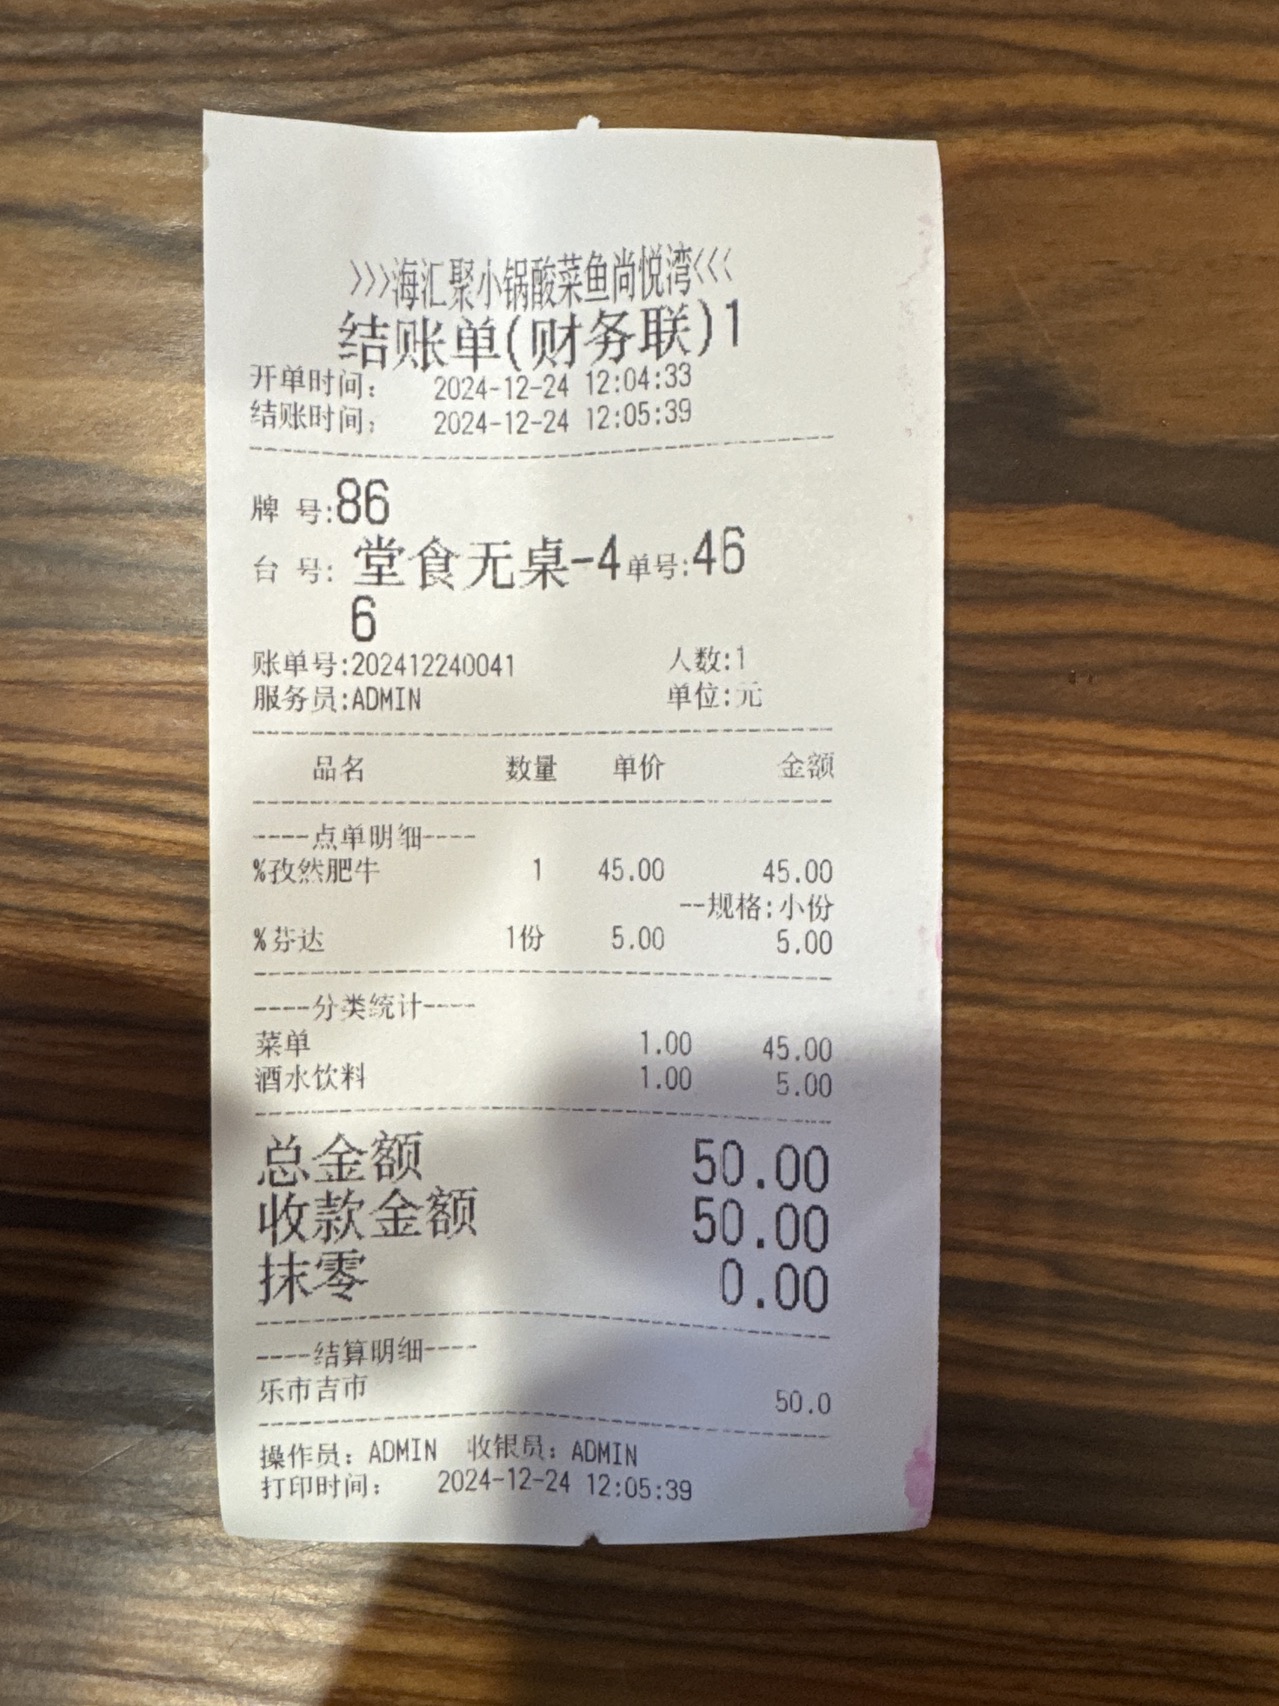 >>>海汇聚小锅酸菜鱼尚悦湾<<<
结账单(财务联)1
开单时间： 2024-12-24 12:04:33
结账时间： 2024-12-24 12:05:39
牌 号:86
台 号: 堂食无桌-4 单号:46
6
账单号:202412240041 人数:1
服务员:ADMIN 单位:元
品名 数量 单价 金额
----点单明细----
%孜然肥牛 1 45.00 45.00
--规格:小份
%芬达 1份 5.00 5.00
----分类统计----
菜单 1.00 45.00
酒水饮料 1.00 5.00
总金额 50.00
收款金额 50.00
抹零 0.00
----结算明细----
乐市吉市 50.0
操作员：ADMIN 收银员：ADMIN
打印时间： 2024-12-24 12:05:39